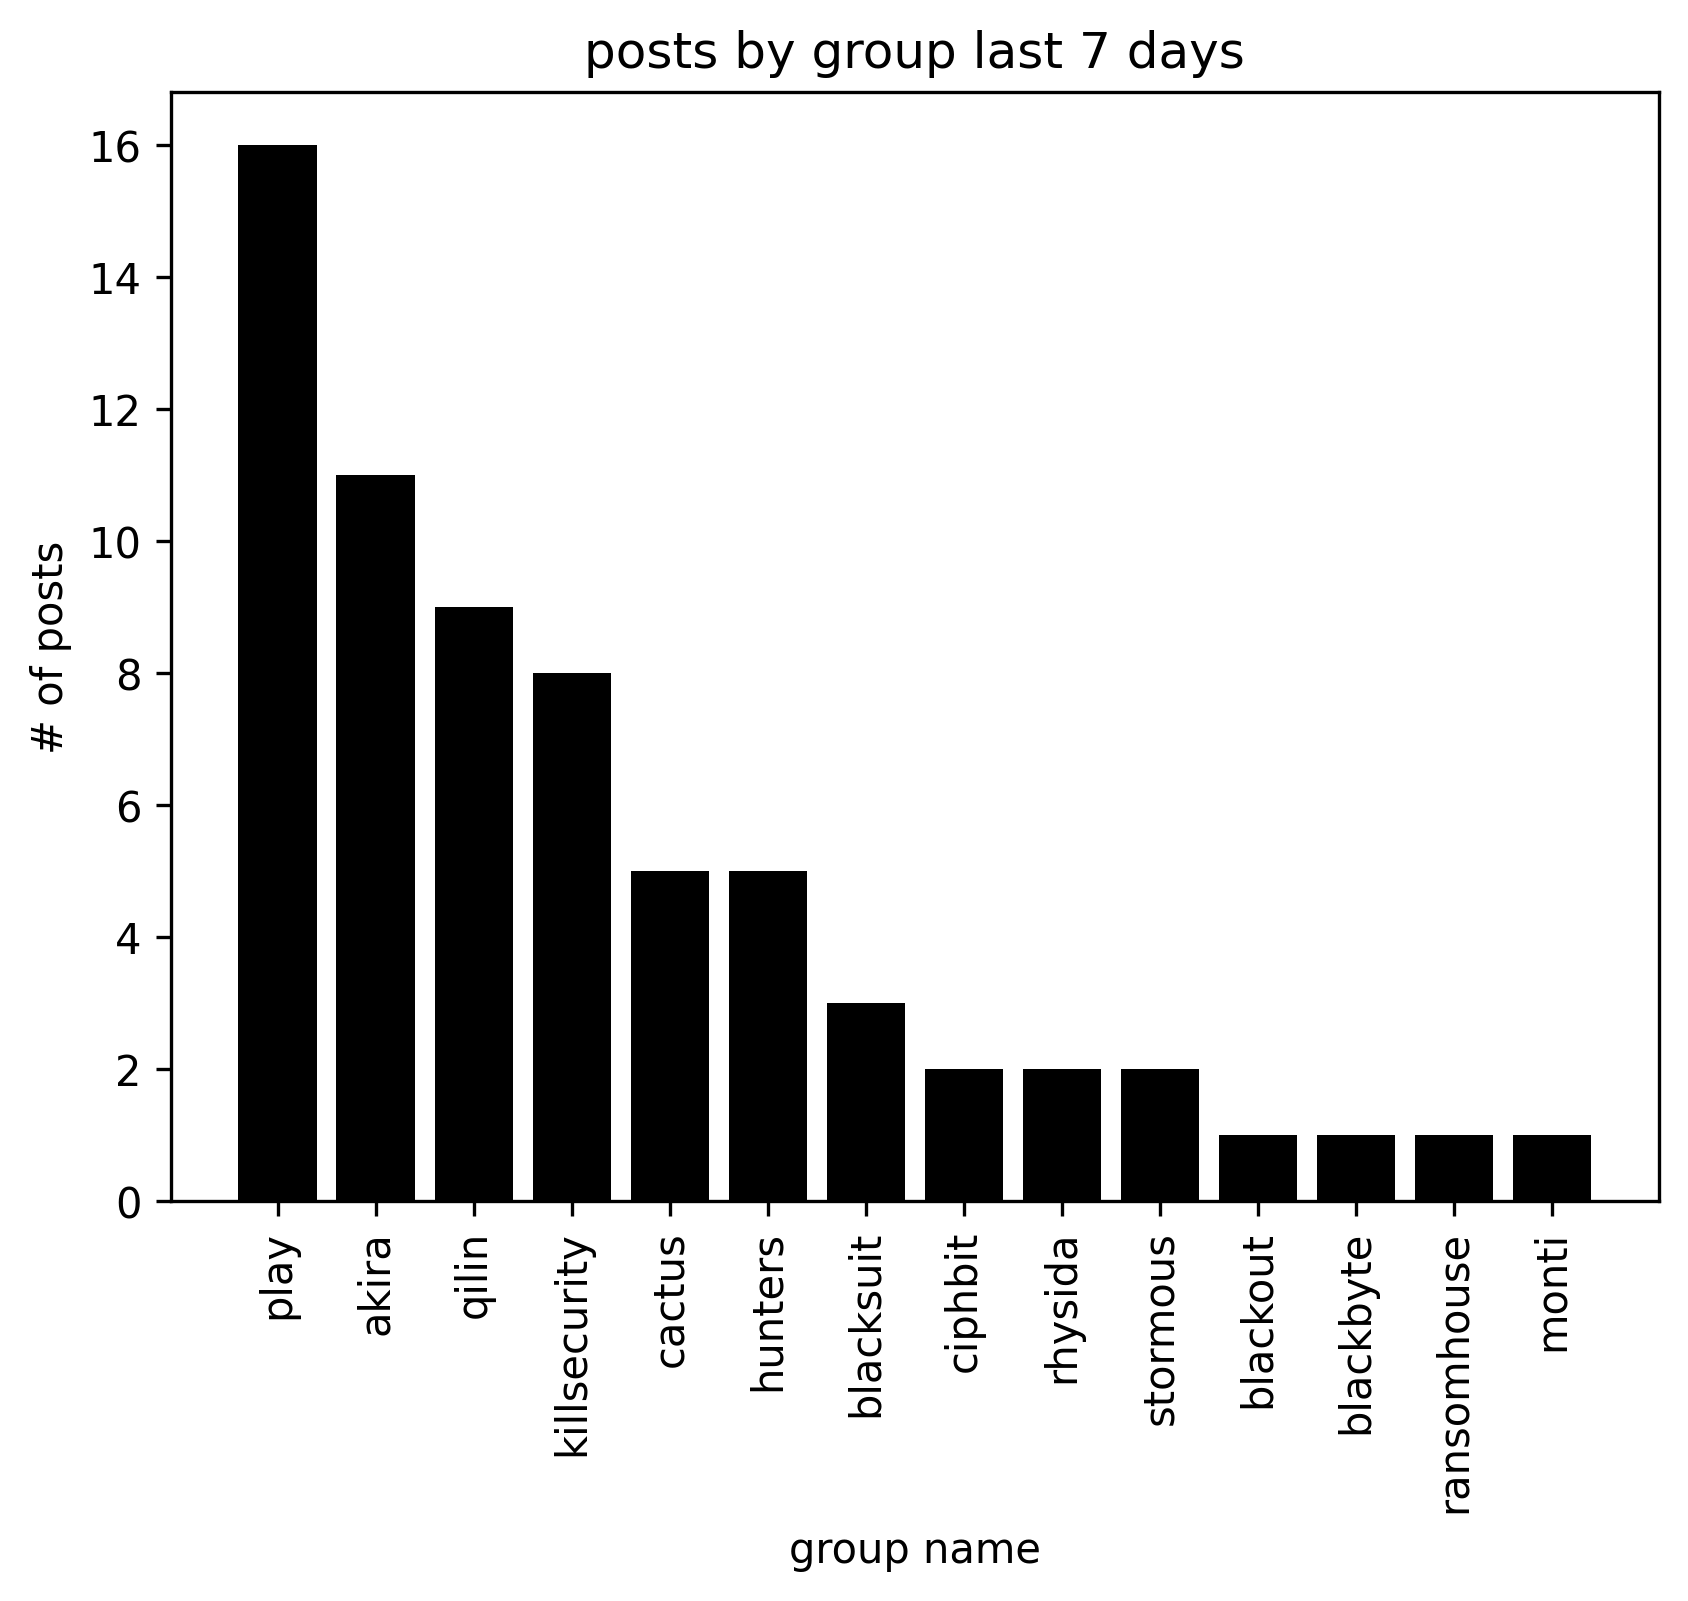 posts by group last 7 days
# of posts
16
14
12
10
8
6
4
2
0
play
akira
qilin
killsecurity
cactus
hunters
blacksuit
ciphbit
rhysida
stormous
blackout
blackbyte
ransomhouse
monti
group name